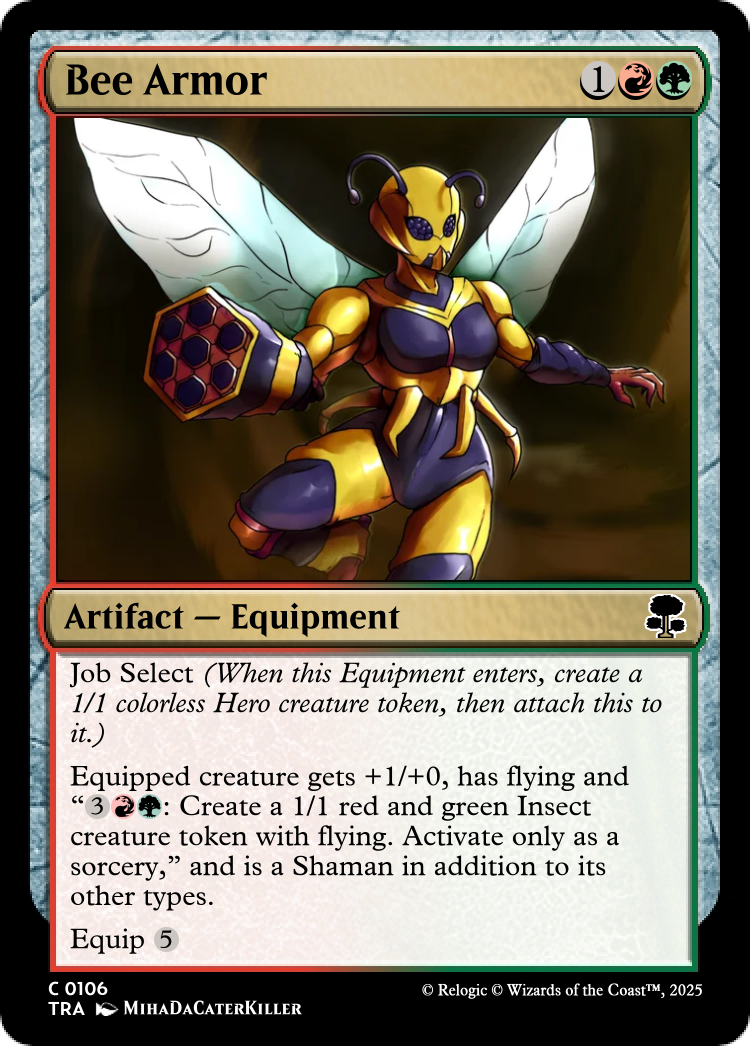 Bee Armor 1
Artifact — Equipment
Job Select (When this Equipment enters, create a
1/1 colorless Hero creature token, then attach this to
it.)
Equipped creature gets +1/+0, has flying and
“3: Create a 1/1 red and green Insect
creature token with flying. Activate only as a
sorcery,” and is a Shaman in addition to its
other types.
Equip 5
C 0106
TRA MihaDaCaterKiller
© Relogic © Wizards of the Coast™, 2025